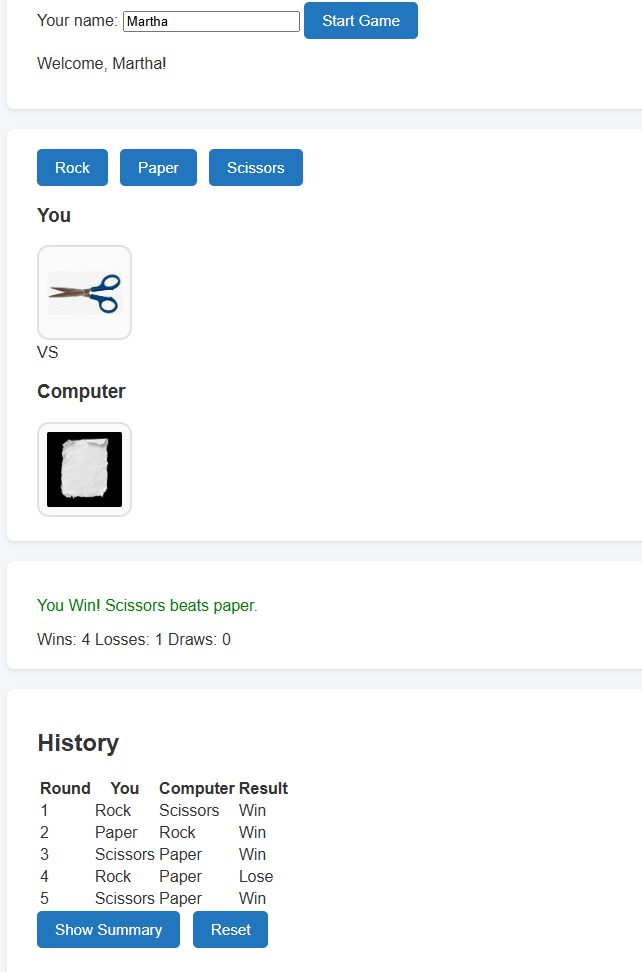 Your name: Martha Start Game
Welcome, Martha!
Rock Paper Scissors
You
VS
Computer
You Win! Scissors beats paper.
Wins: 4 Losses: 1 Draws: 0
History
Round You Computer Result
1 Rock Scissors Win
2 Paper Rock Win
3 Scissors Paper Win
4 Rock Paper Lose
5 Scissors Paper Win
Show Summary Reset